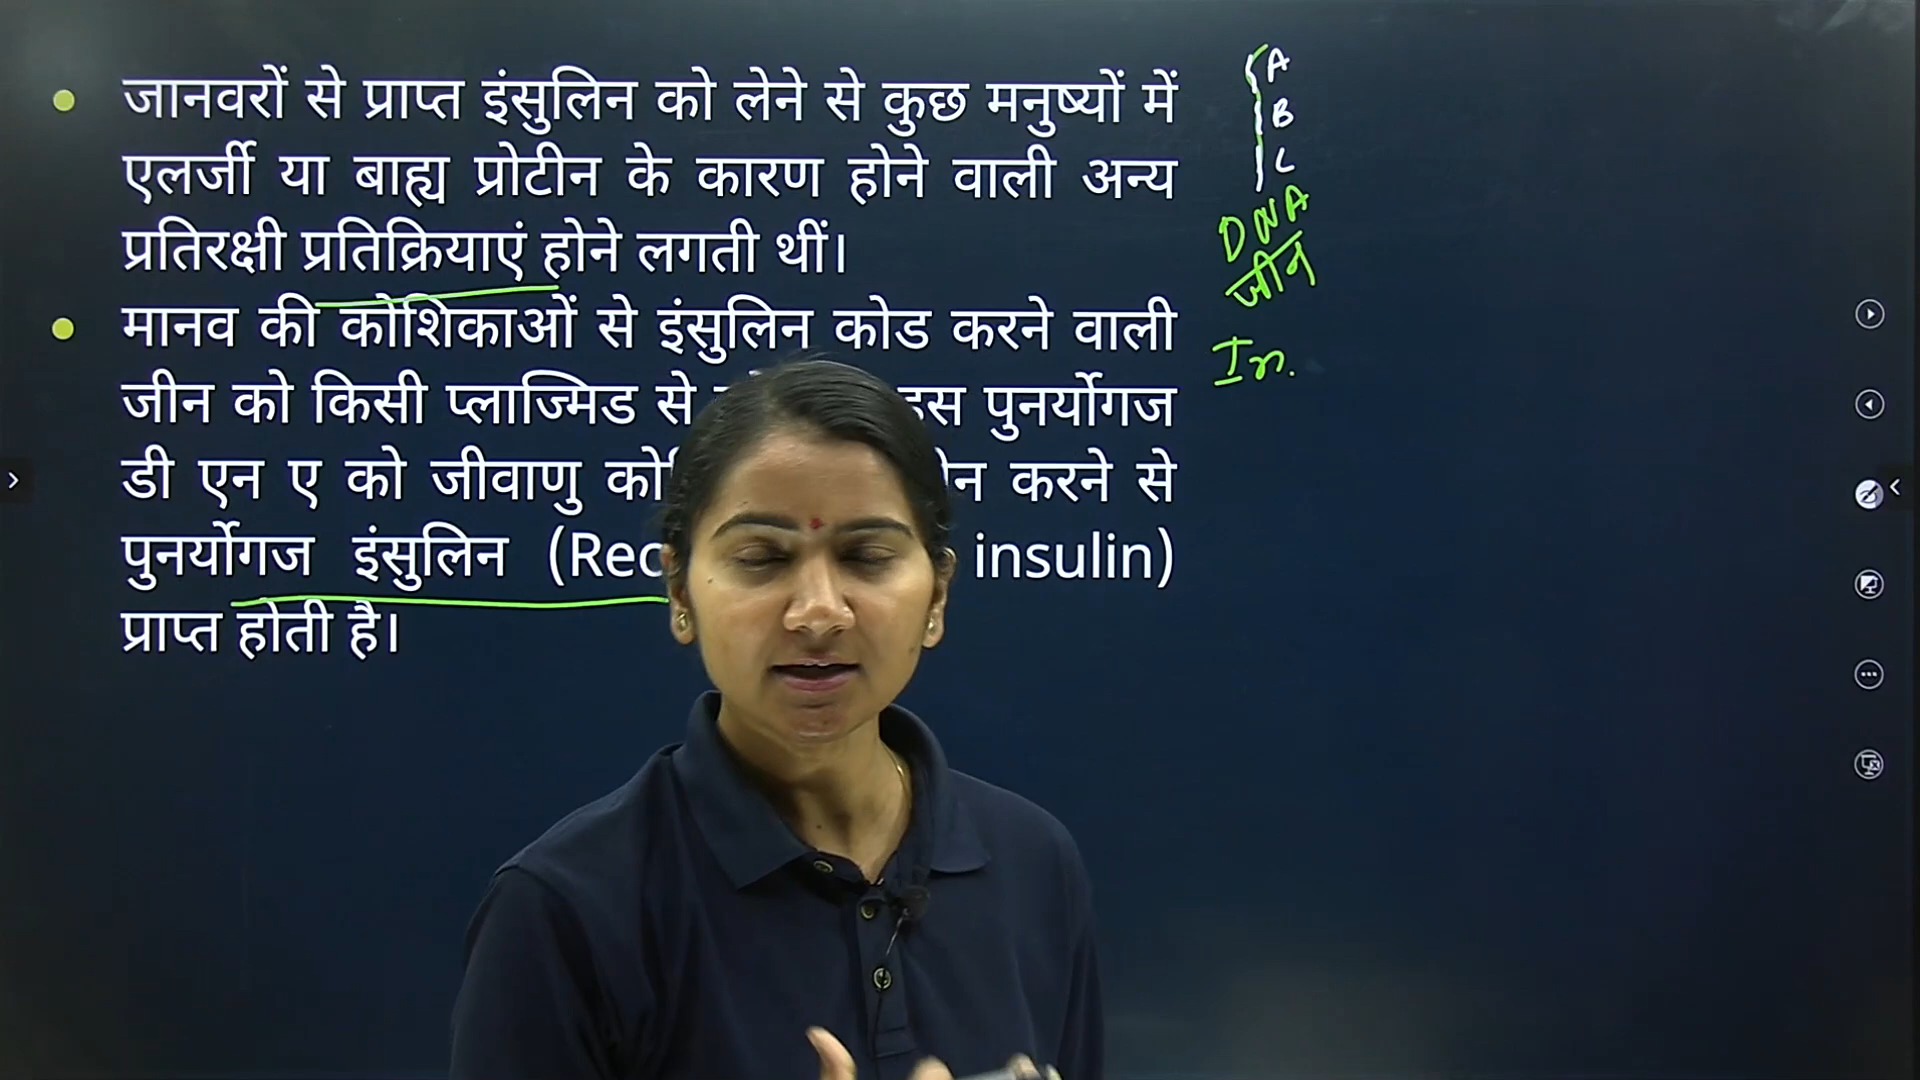 जानवरों से प्राप्त इंसुलिन को लेने से कुछ मनुष्यों में
एलर्जी या बाह्य प्रोटीन के कारण होने वाली अन्य
प्रतिरक्षी प्रतिक्रियाएं होने लगती थीं।
मानव की कोशिकाओं से इंसुलिन कोड करने वाली
जीन को किसी प्लाज्मिड से पुनर्योगज
डी एन ए को जीवाणु करने से
पुनर्योगज इंसुलिन insulin)
प्राप्त होती है।
A
B
C
DNA
जीन
In.